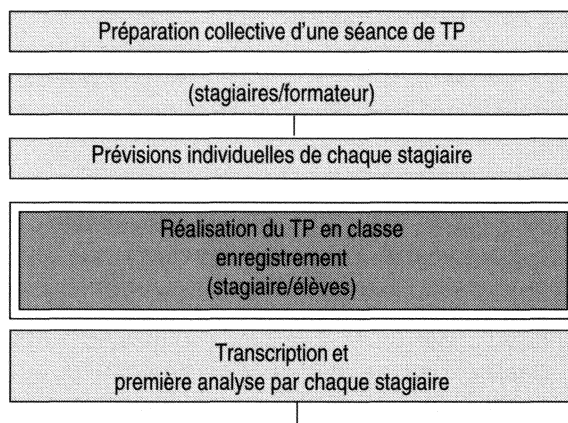 Préparation collective d'une séance de TP
(stagiaires/formateur)
Prévisions individuelles de chaque stagiaire
Réalisation du TP en classe
enregistrement
(stagiaire/élèves)
Transcription et
première analyse par chaque stagiaire